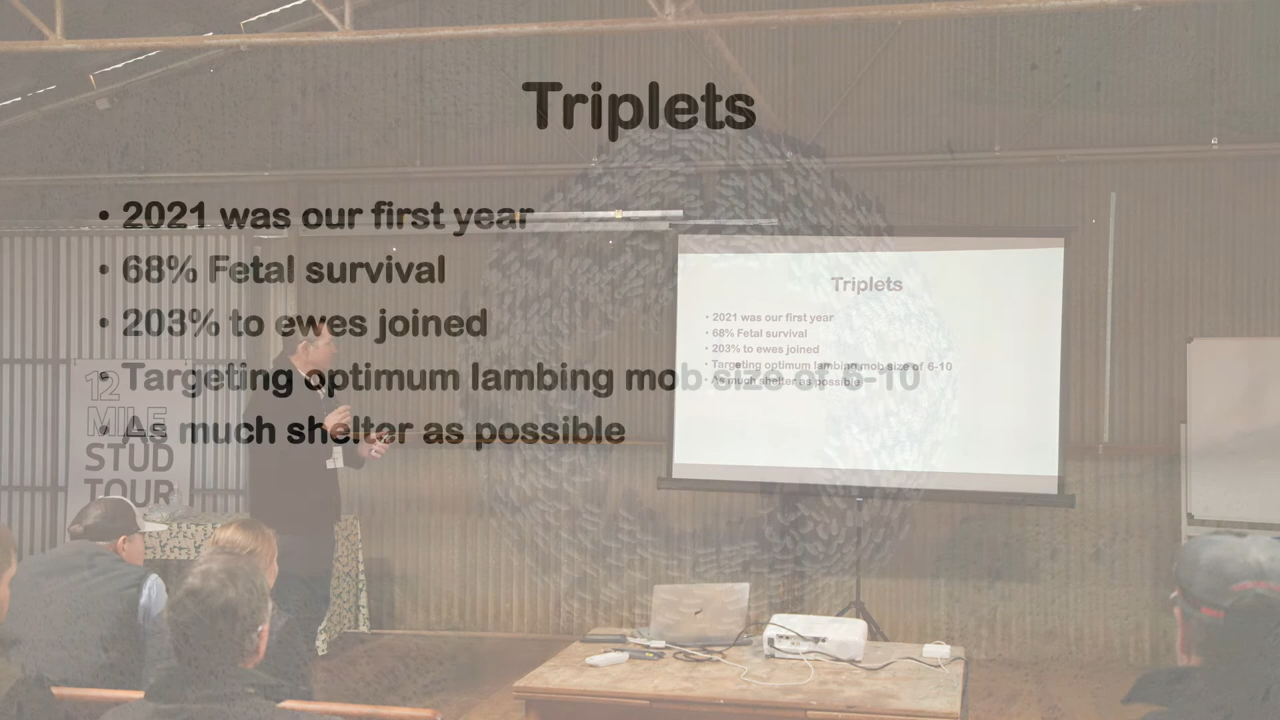 Triplets
• 2021 was our first year
• 68% Fetal survival
• 203% to ewes joined
• Targeting optimum lambing mob size of 6-10
• As much shelter as possible
Triplets
• 2021 was our first year
• 68% Fetal survival
• 203% to ewes joined
• Targeting optimum lambing mob size of 6-10
• As much shelter as possible
12
MILE
STUD
TOUR